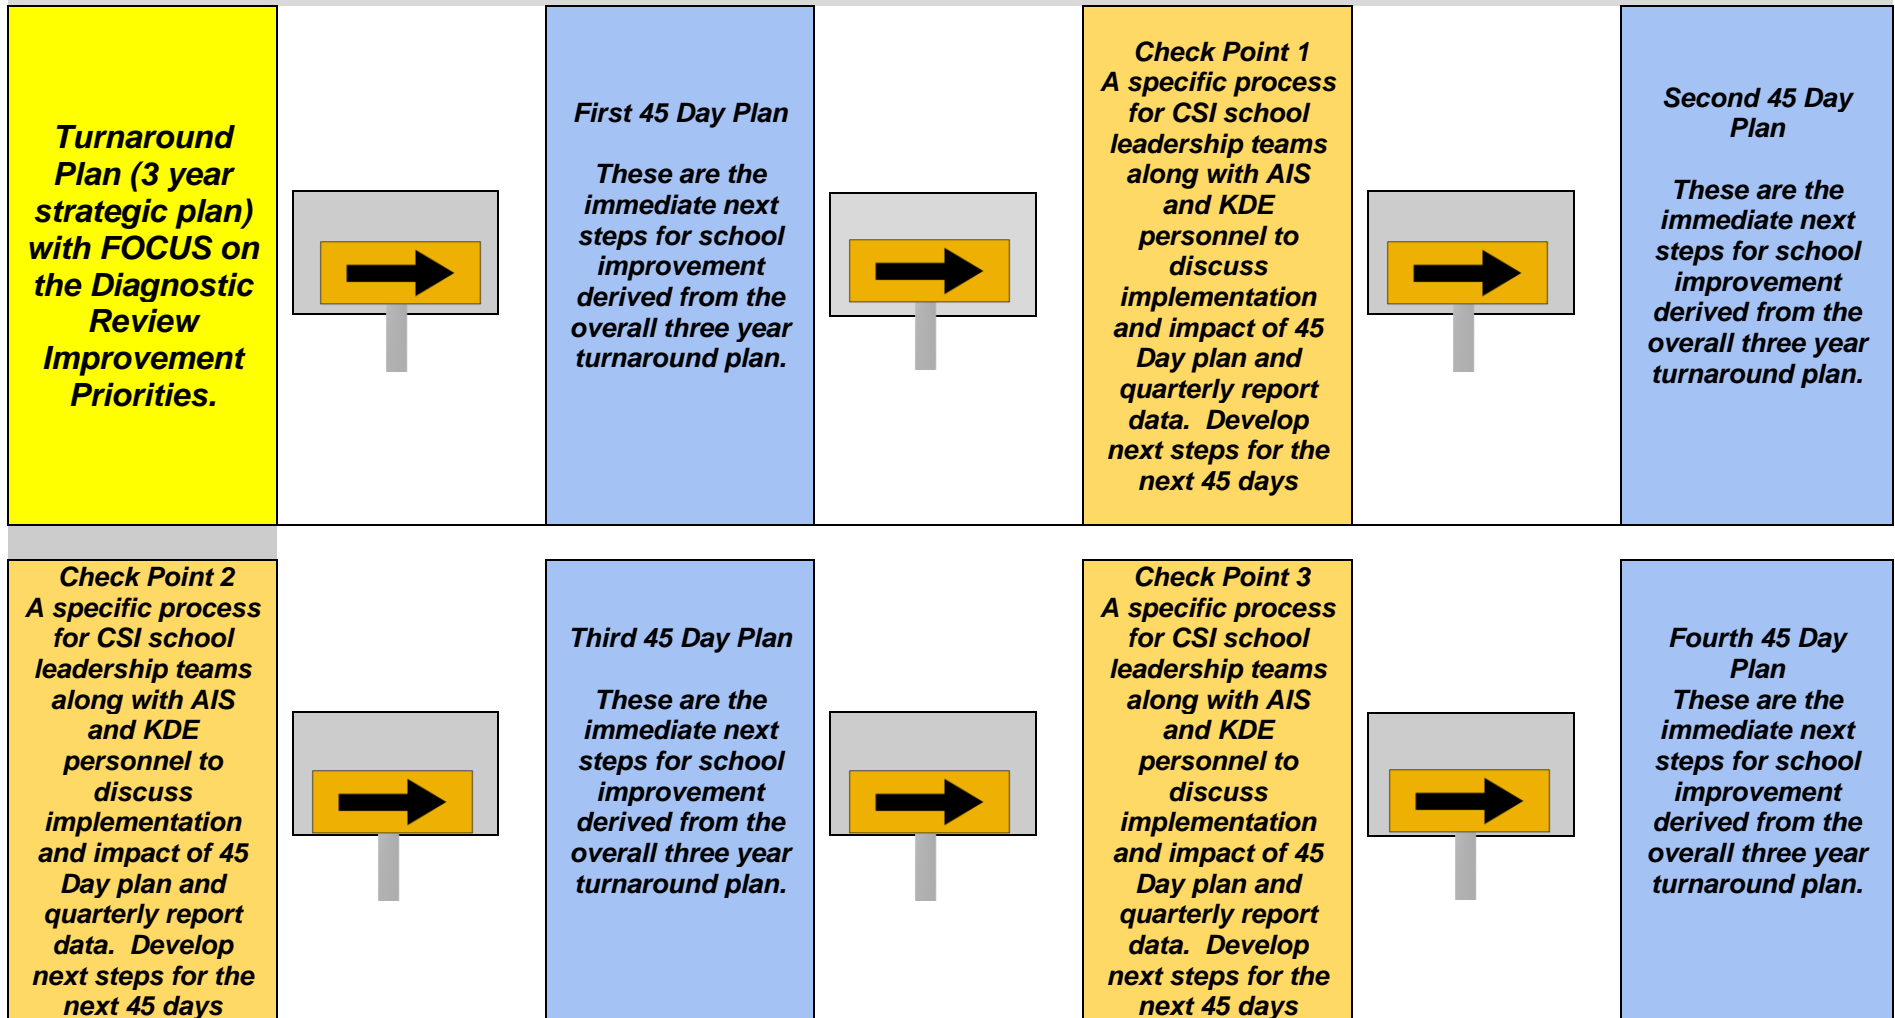 Turnaround
Plan (3 year
strategic plan)
with FOCUS on
the Diagnostic
Review
Improvement
Priorities.
First 45 Day Plan
These are the
immediate next
steps for school
improvement
derived from the
overall three year
turnaround plan.
Check Point 1
A specific process
for CSI school
leadership teams
along with AIS
and KDE
personnel to
discuss
implementation
and impact of 45
Day plan and
quarterly report
data.  Develop
next steps for the
next 45 days
Second 45 Day
Plan
These are the
immediate next
steps for school
improvement
derived from the
overall three year
turnaround plan.
Check Point 2
A specific process
for CSI school
leadership teams
along with AIS
and KDE
personnel to
discuss
implementation
and impact of 45
Day plan and
quarterly report
data.  Develop
next steps for the
next 45 days
Third 45 Day Plan
These are the
immediate next
steps for school
improvement
derived from the
overall three year
turnaround plan.
Check Point 3
A specific process
for CSI school
leadership teams
along with AIS
and KDE
personnel to
discuss
implementation
and impact of 45
Day plan and
quarterly report
data.  Develop
next steps for the
next 45 days
Fourth 45 Day
Plan
These are the
immediate next
steps for school
improvement
derived from the
overall three year
turnaround plan.